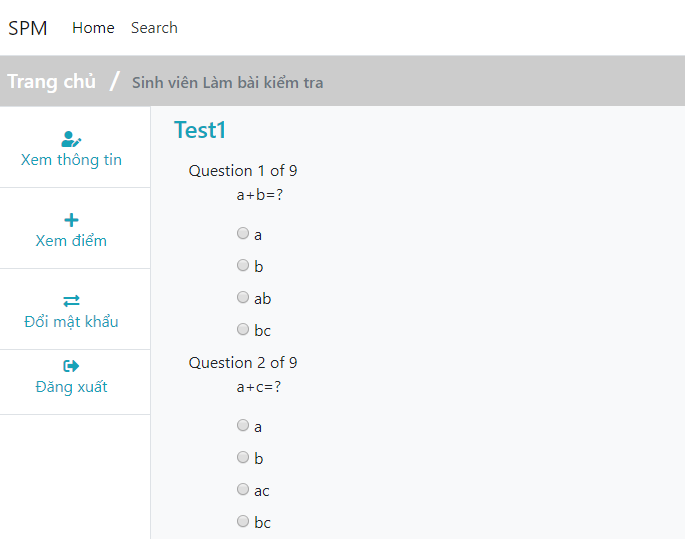 SPM Home Search
Trang chủ / Sinh viên Làm bài kiểm tra
Xem thông tin
Xem điểm
Đổi mật khẩu
Đăng xuất
Test1
Question 1 of 9
a+b=?
a
b
ab
bc
Question 2 of 9
a+c=?
a
b
ac
bc